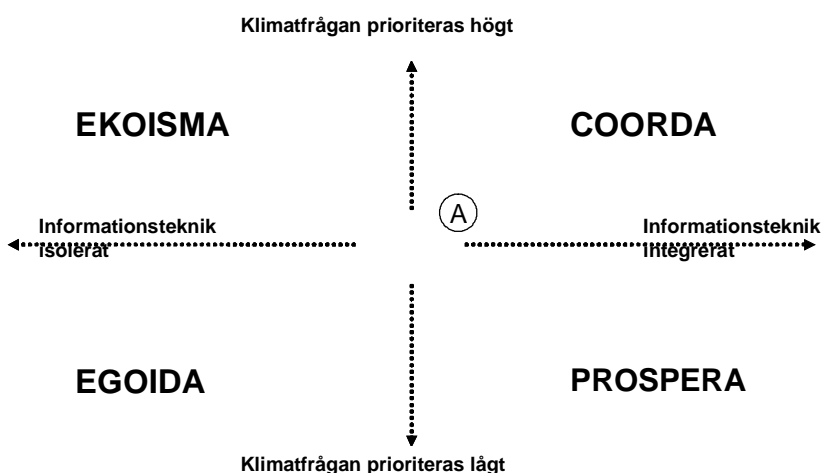 Klimatfrågan prioriteras högt
EKOISMA
COORDA
A
Informationsteknik
isolerat
Informationsteknik
integrerat
EGOIDA
PROSPERA
Klimatfrågan prioriteras lågt